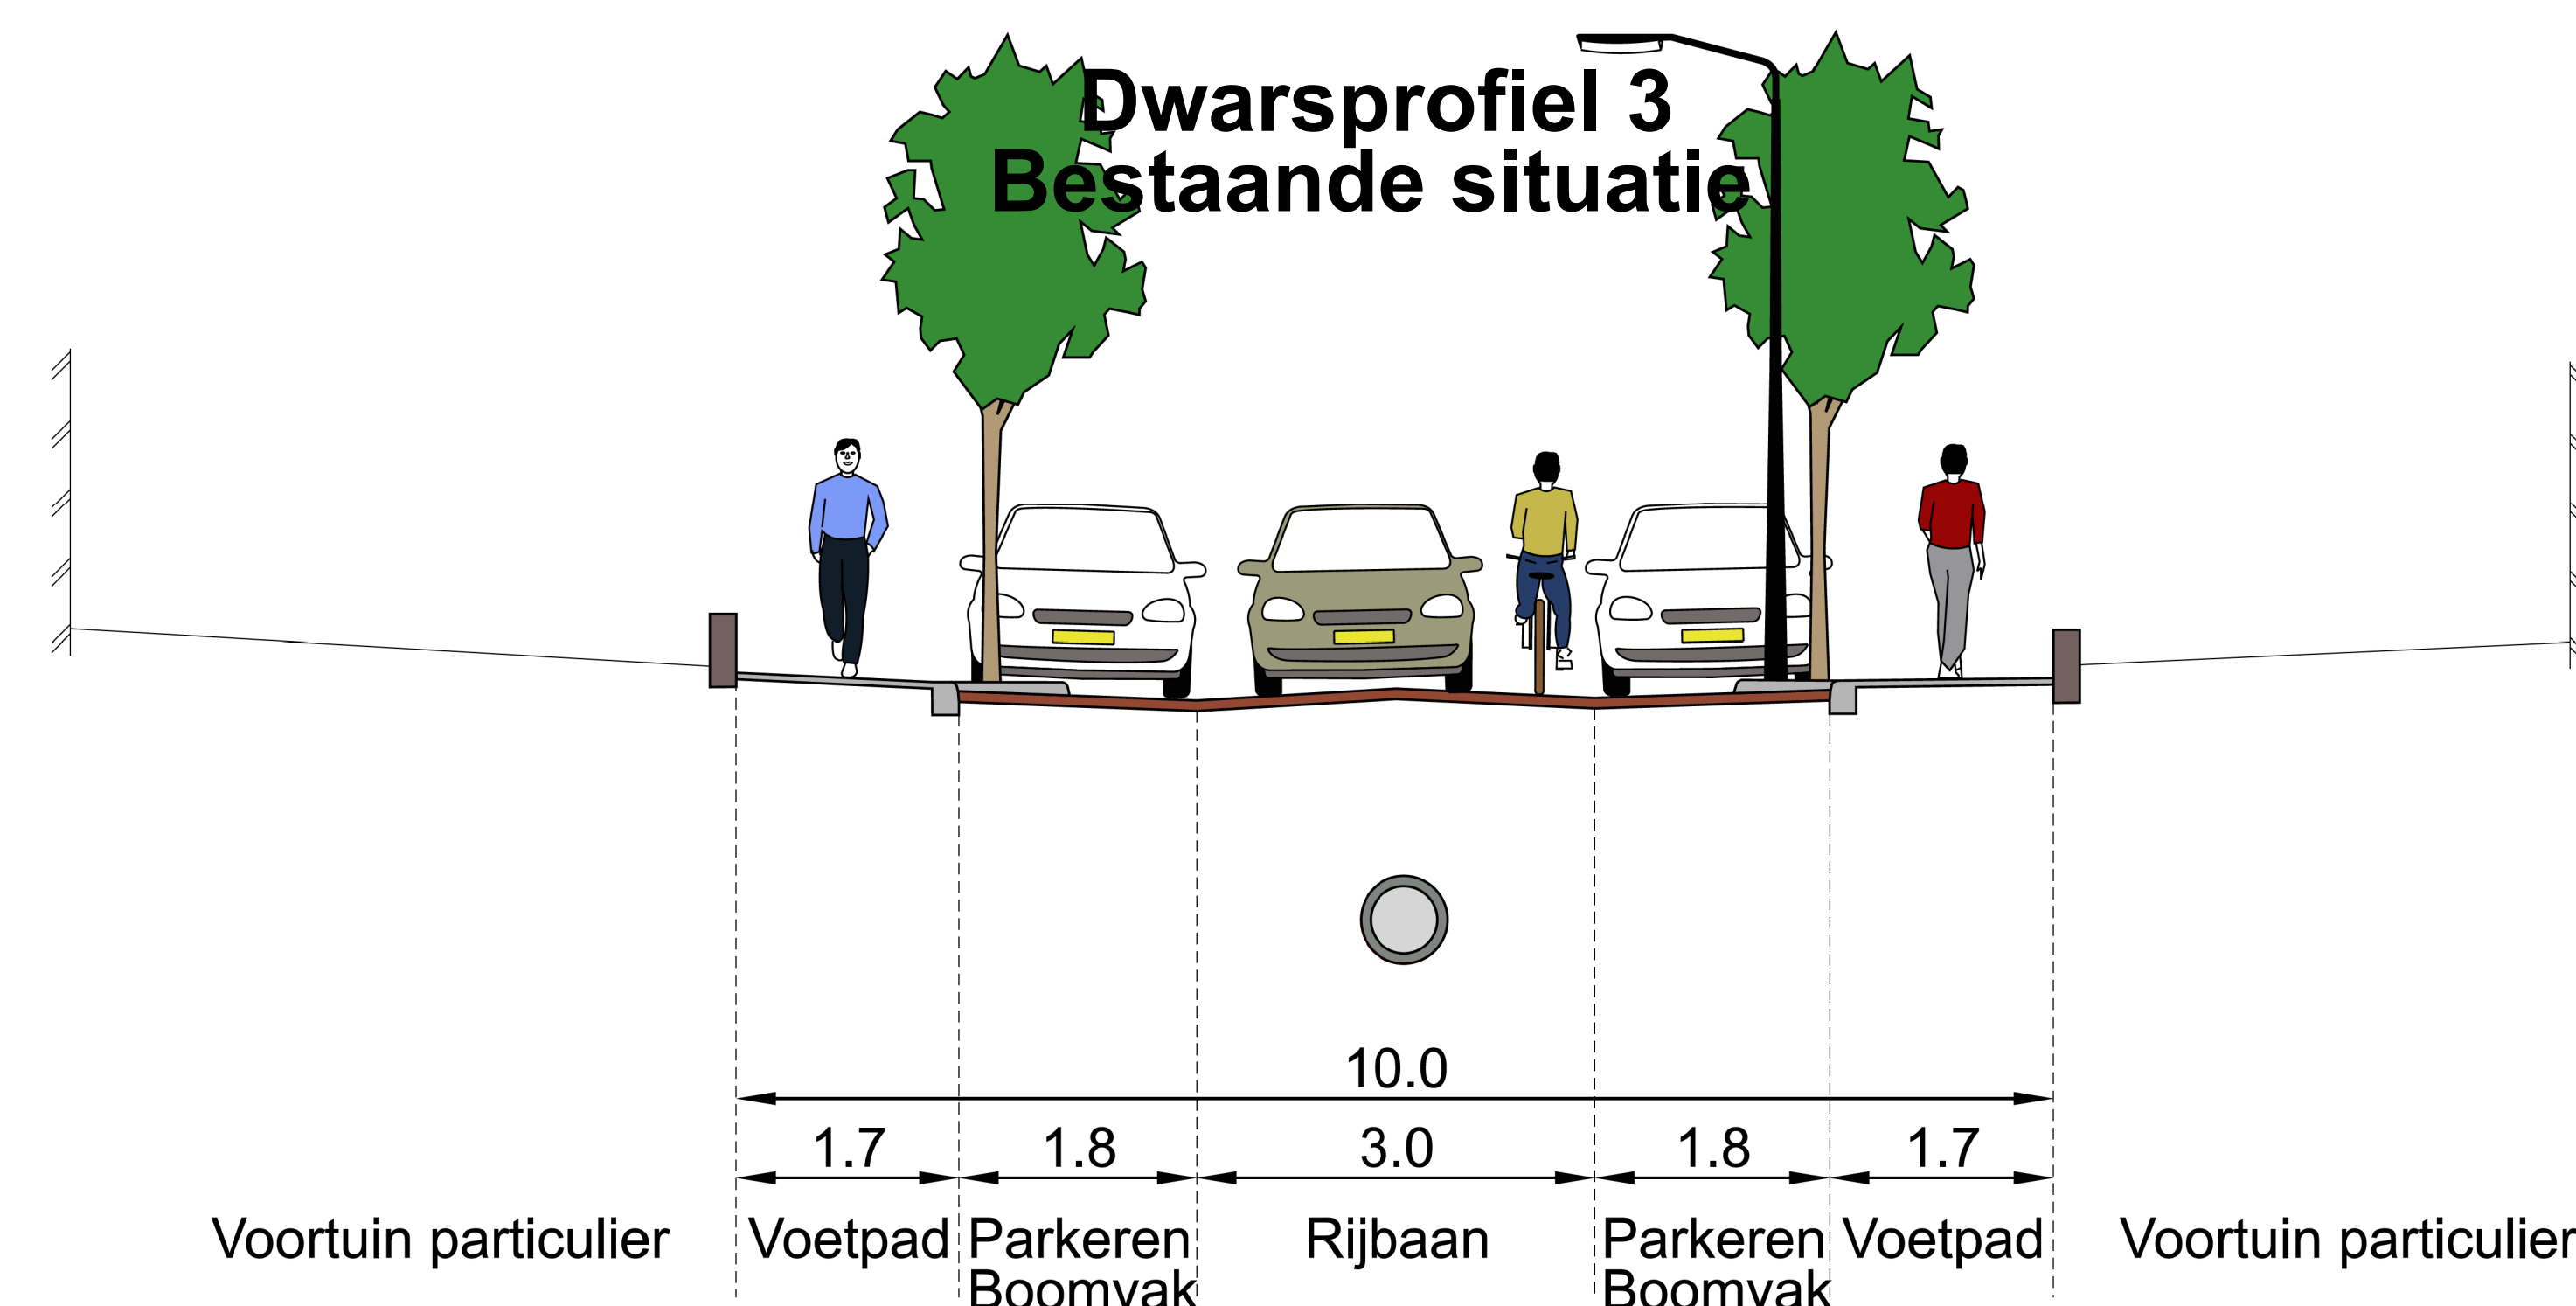 Dwarsprofiel 3
Bestaande situatie
10.0
1.7 1.8 3.0 1.8 1.7
Voortuin particulier Voetpad Parkeren Rijbaan Parkeren Voetpad Voortuin particulier
Boomvak Boomvak